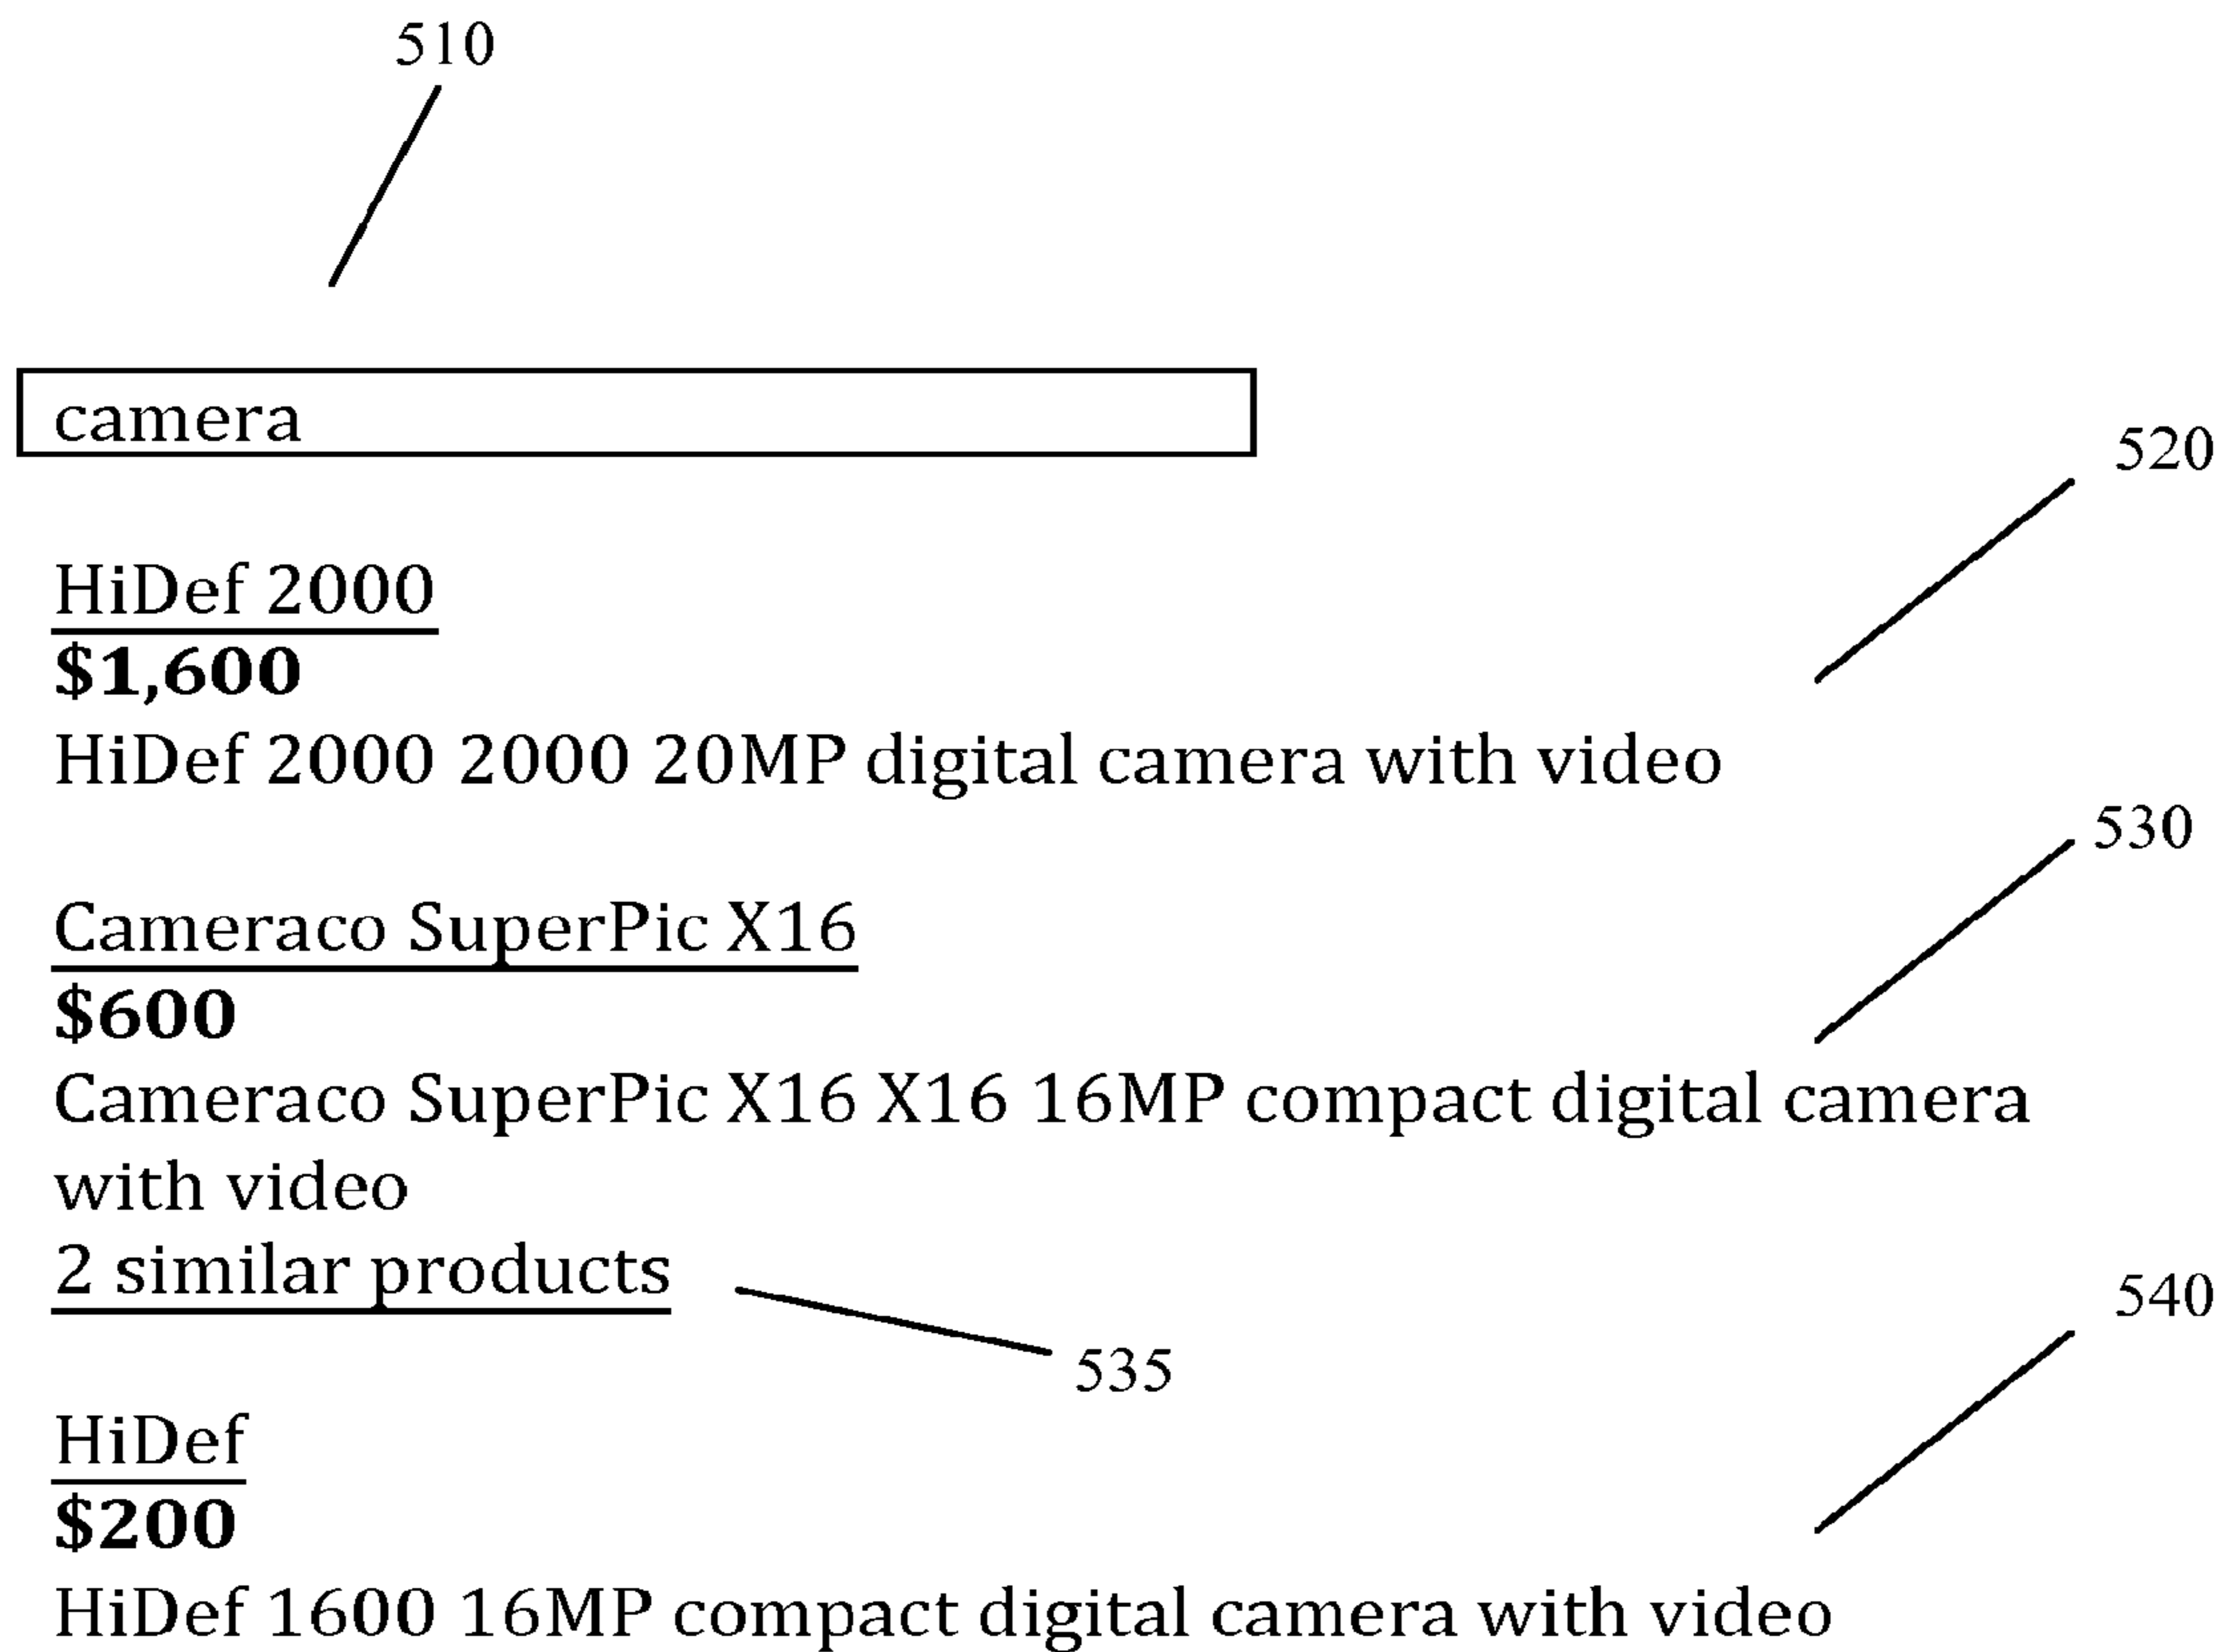 510
camera
520
HiDef 2000
$1,600
HiDef 2000 2000 20MP digital camera with video
530
Cameraco SuperPic X16
$600
Cameraco SuperPic X16 X16 16MP compact digital camera
with video
2 similar products
540
535
HiDef
$200
HiDef 1600 16MP compact digital camera with video